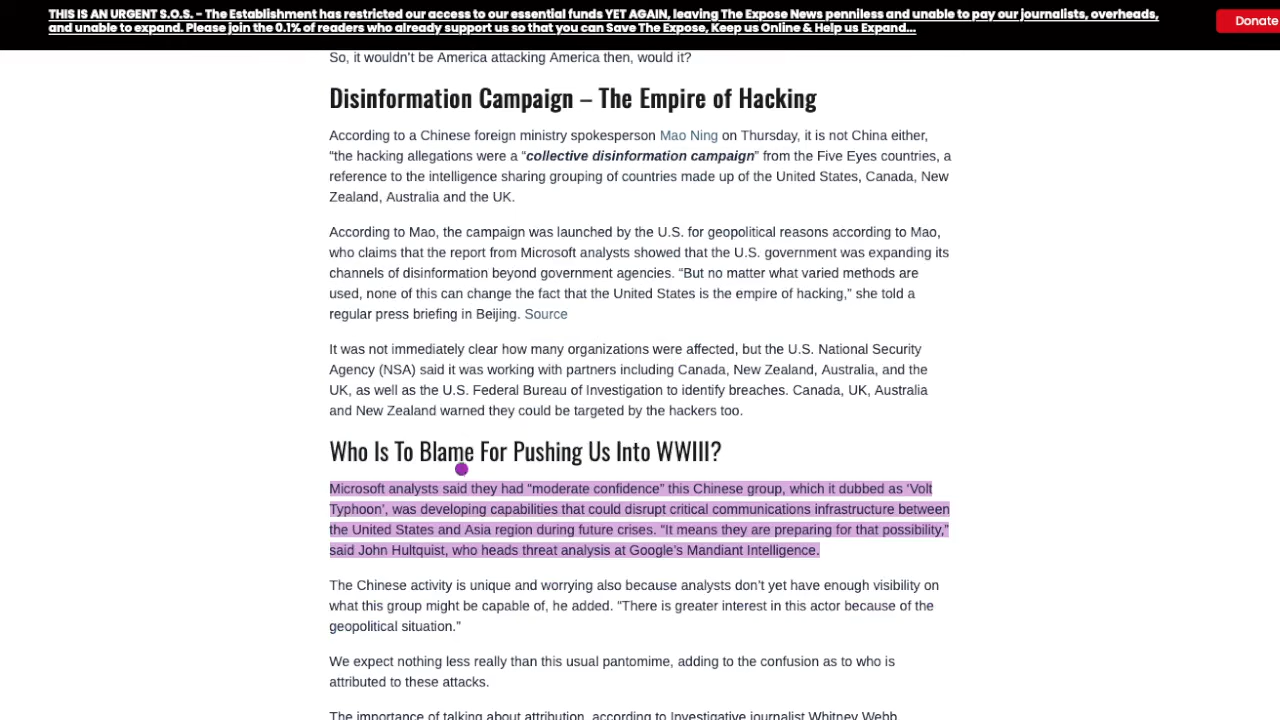 THIS IS AN URGENT S.O.S. - The Establishment has restricted our access to our essential funds YET AGAIN, leaving The Expose News penniless and unable to pay our journalists, overheads,
and unable to expand. Please join the 0.1% of readers who already support us so that you can Save The Expose, Keep us Online & Help us Expand...
Donate
So, it wouldn't be America attacking America then, would it?
Disinformation Campaign – The Empire of Hacking
According to a Chinese foreign ministry spokesperson Mao Ning on Thursday, it is not China either,
“the hacking allegations were a “collective disinformation campaign” from the Five Eyes countries, a
reference to the intelligence sharing grouping of countries made up of the United States, Canada, New
Zealand, Australia and the UK.
According to Mao, the campaign was launched by the U.S. for geopolitical reasons according to Mao,
who claims that the report from Microsoft analysts showed that the U.S. government was expanding its
channels of disinformation beyond government agencies. “But no matter what varied methods are
used, none of this can change the fact that the United States is the empire of hacking,” she told a
regular press briefing in Beijing. Source
It was not immediately clear how many organizations were affected, but the U.S. National Security
Agency (NSA) said it was working with partners including Canada, New Zealand, Australia, and the
UK, as well as the U.S. Federal Bureau of Investigation to identify breaches. Canada, UK, Australia
and New Zealand warned they could be targeted by the hackers too.
Who Is To Blame For Pushing Us Into WWIII?
Microsoft analysts said they had “moderate confidence” this Chinese group, which it dubbed as ‘Volt
Typhoon’, was developing capabilities that could disrupt critical communications infrastructure between
the United States and Asia region during future crises. “It means they are preparing for that possibility,”
said John Hultquist, who heads threat analysis at Google’s Mandiant Intelligence.
The Chinese activity is unique and worrying also because analysts don’t yet have enough visibility on
what this group might be capable of, he added. “There is greater interest in this actor because of the
geopolitical situation.”
We expect nothing less really than this usual pantomime, adding to the confusion as to who is
attributed to these attacks.
The importance of talking about attribution, according to Investigative journalist Whitney Webb